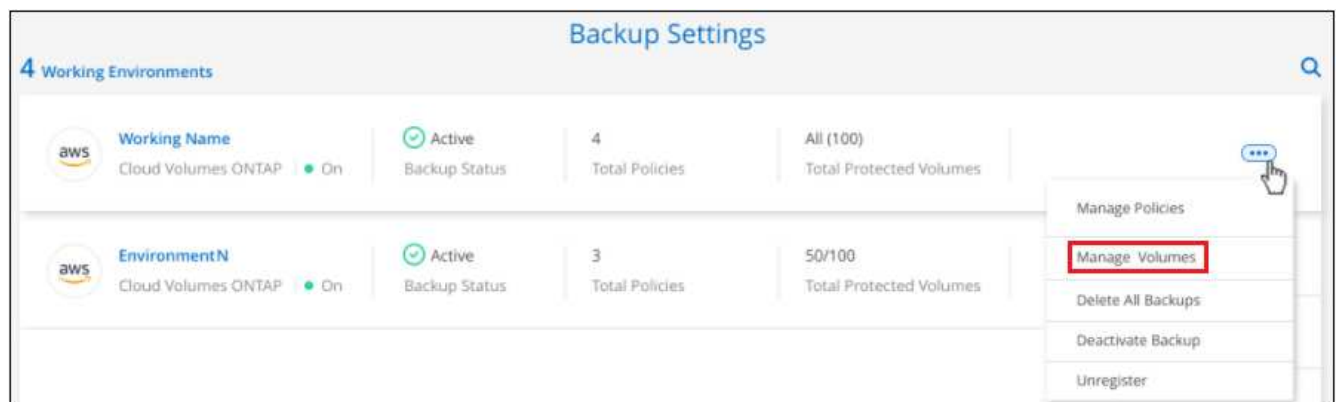 Backup Settings
4 Working Environments
aws
Working Name
Cloud Volumes ONTAP
On
Active
Backup Status
4
Total Policies
All (100)
Total Protected Volumes
Manage Policies
Manage Volumes
Delete All Backups
Deactivate Backup
Unregister
aws
EnvironmentN
Cloud Volumes ONTAP
On
Active
Backup Status
3
Total Policies
50/100
Total Protected Volumes